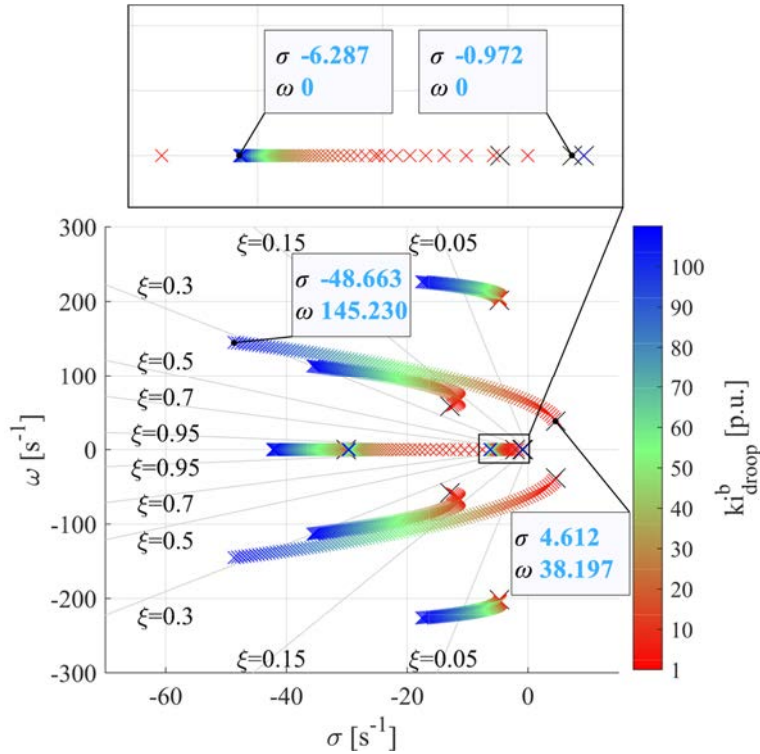 σ -6.287
ω 0
σ -0.972
ω 0
300
200
100
0
-100
-200
-300
ω [s⁻¹]
ξ=0.15
ξ=0.05
ξ=0.3
σ -48.663
ω 145.230
ξ=0.5
ξ=0.7
ξ=0.95
ξ=0.95
ξ=0.7
ξ=0.5
ξ=0.3
ξ=0.15
ξ=0.05
σ 4.612
ω 38.197
-60
-40
-20
0
σ [s⁻¹]
100
90
80
70
60
50
40
30
20
10
1
ki^b_droop [p.u.]